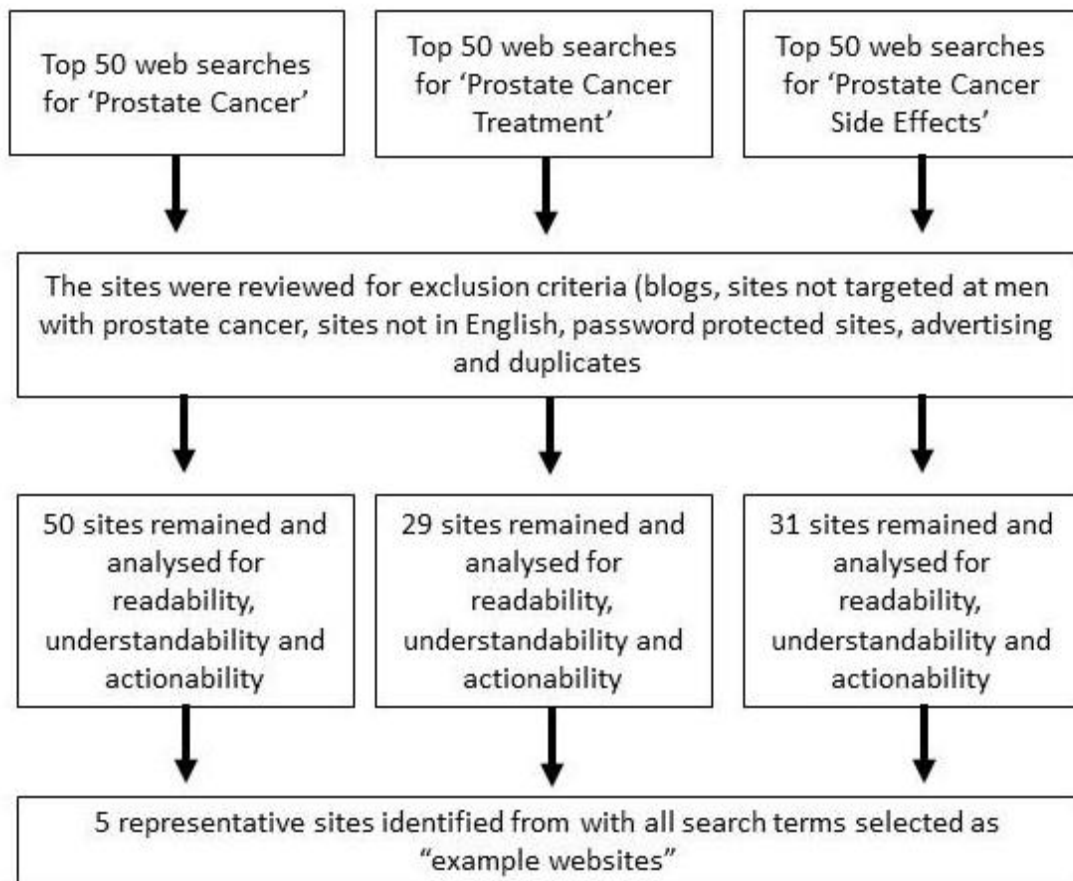 Top 50 web searches
for ‘Prostate Cancer’
Top 50 web searches
for ‘Prostate Cancer
Treatment’
Top 50 web searches
for ‘Prostate Cancer
Side Effects’
The sites were reviewed for exclusion criteria (blogs, sites not targeted at men
with prostate cancer, sites not in English, password protected sites, advertising
and duplicates
50 sites remained and
analysed for
readability,
understandability and
actionability
29 sites remained and
analysed for
readability,
understandability and
actionability
31 sites remained and
analysed for
readability,
understandability and
actionability
5 representative sites identified from with all search terms selected as
“example websites”